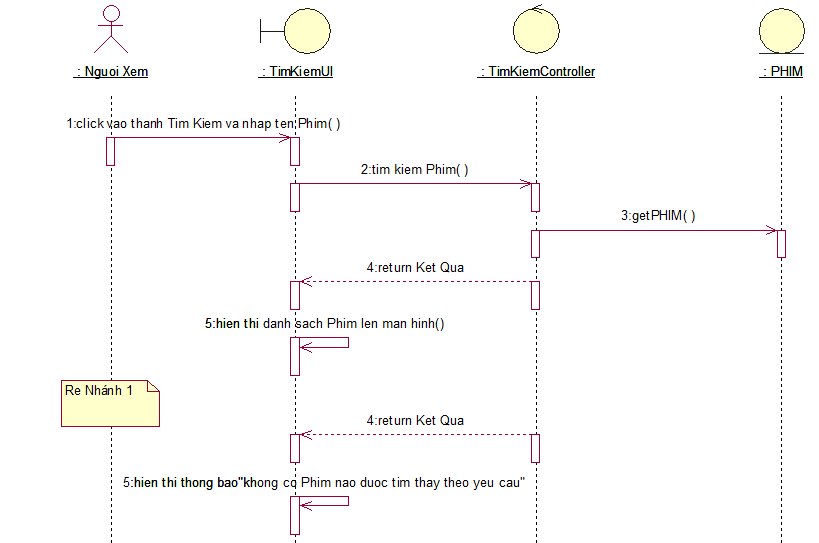 : Nguoi Xem
: TimKiemUI
: TimKiemController
: PHIM
1:click vao thanh Tim Kiem va nhap ten Phim( )
2:tim kiem Phim( )
3:getPHIM( )
4:return Ket Qua
5:hien thi danh sach Phim len man hinh()
Re Nhánh 1
4:return Ket Qua
5:hien thi thong bao"khong co Phim nao duoc tim thay theo yeu cau"